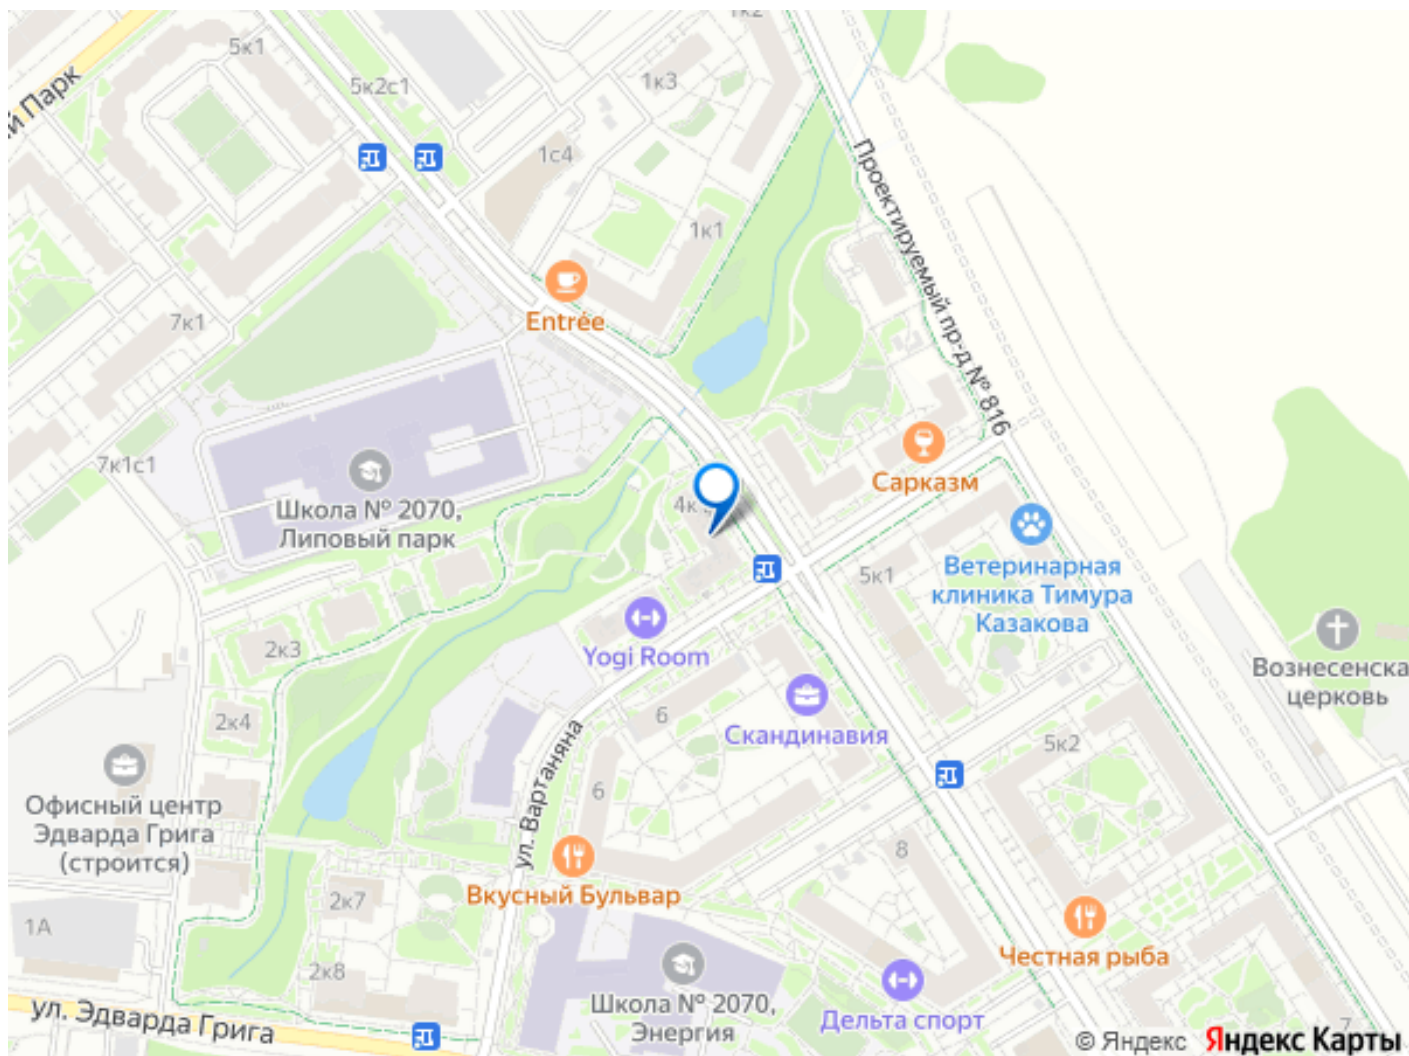 1к2
5к1
й Парк
5к2с1
1к3
1с4
Проектируемый пр-д № 816
1к1
Entrée
7к1
Сарказм
7к1с1
Школа № 2070,
Липовый парк
4к
Ветеринарная
клиника Тимура
Казакова
5к1
Yogi Room
2к3
Вознесенска
церковь
2к4
6
Скандинавия
5к2
ул. Вартаняна
Офисный центр
Эдварда Грига
(строится)
6
8
Вкусный Бульвар
2к7
1А
Честная рыба
2к8
Школа № 2070,
Энергия
Дельта спорт
ул. Эдварда Грига
7
© Яндекс Яндекс Карты